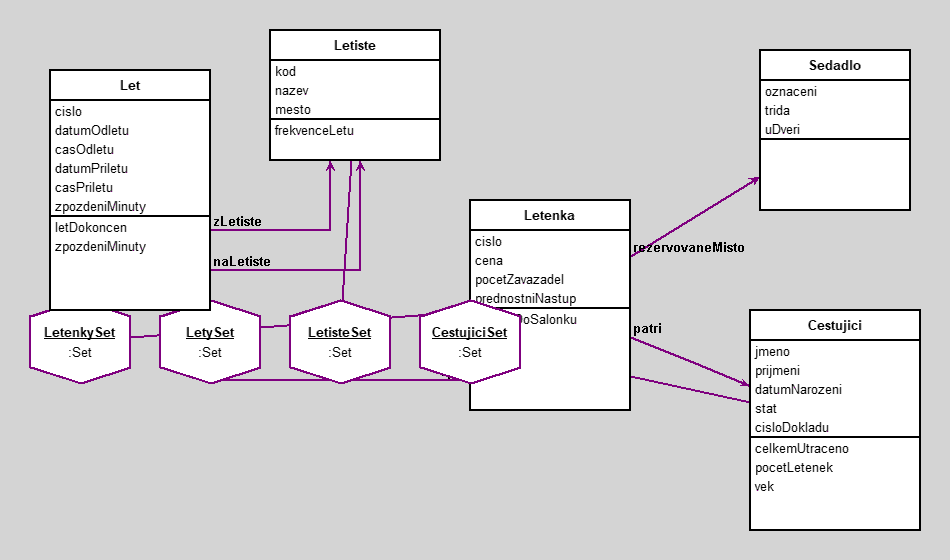 Letiste
kod
nazev
mesto
frekvenceLetu
Let
cislo
datumOdletu
casOdletu
datumPriletu
casPriletu
zpozdeniMinuty
letDokoncen
zpozdeniMinuty
zLetiste
naLetiste
Sedadlo
oznaceni
trida
uDveri
Letenka
cislo
cena
pocetZavazadel
prednostniNastup
oSalonku
rezervovaneMisto
patri
LetenkySet
:Set
LetySet
:Set
LetisteSet
:Set
CestujiciSet
:Set
Cestujici
jmeno
prijmeni
datumNarozeni
stat
cisloDokladu
celkemUtraceno
pocetLetenek
vek